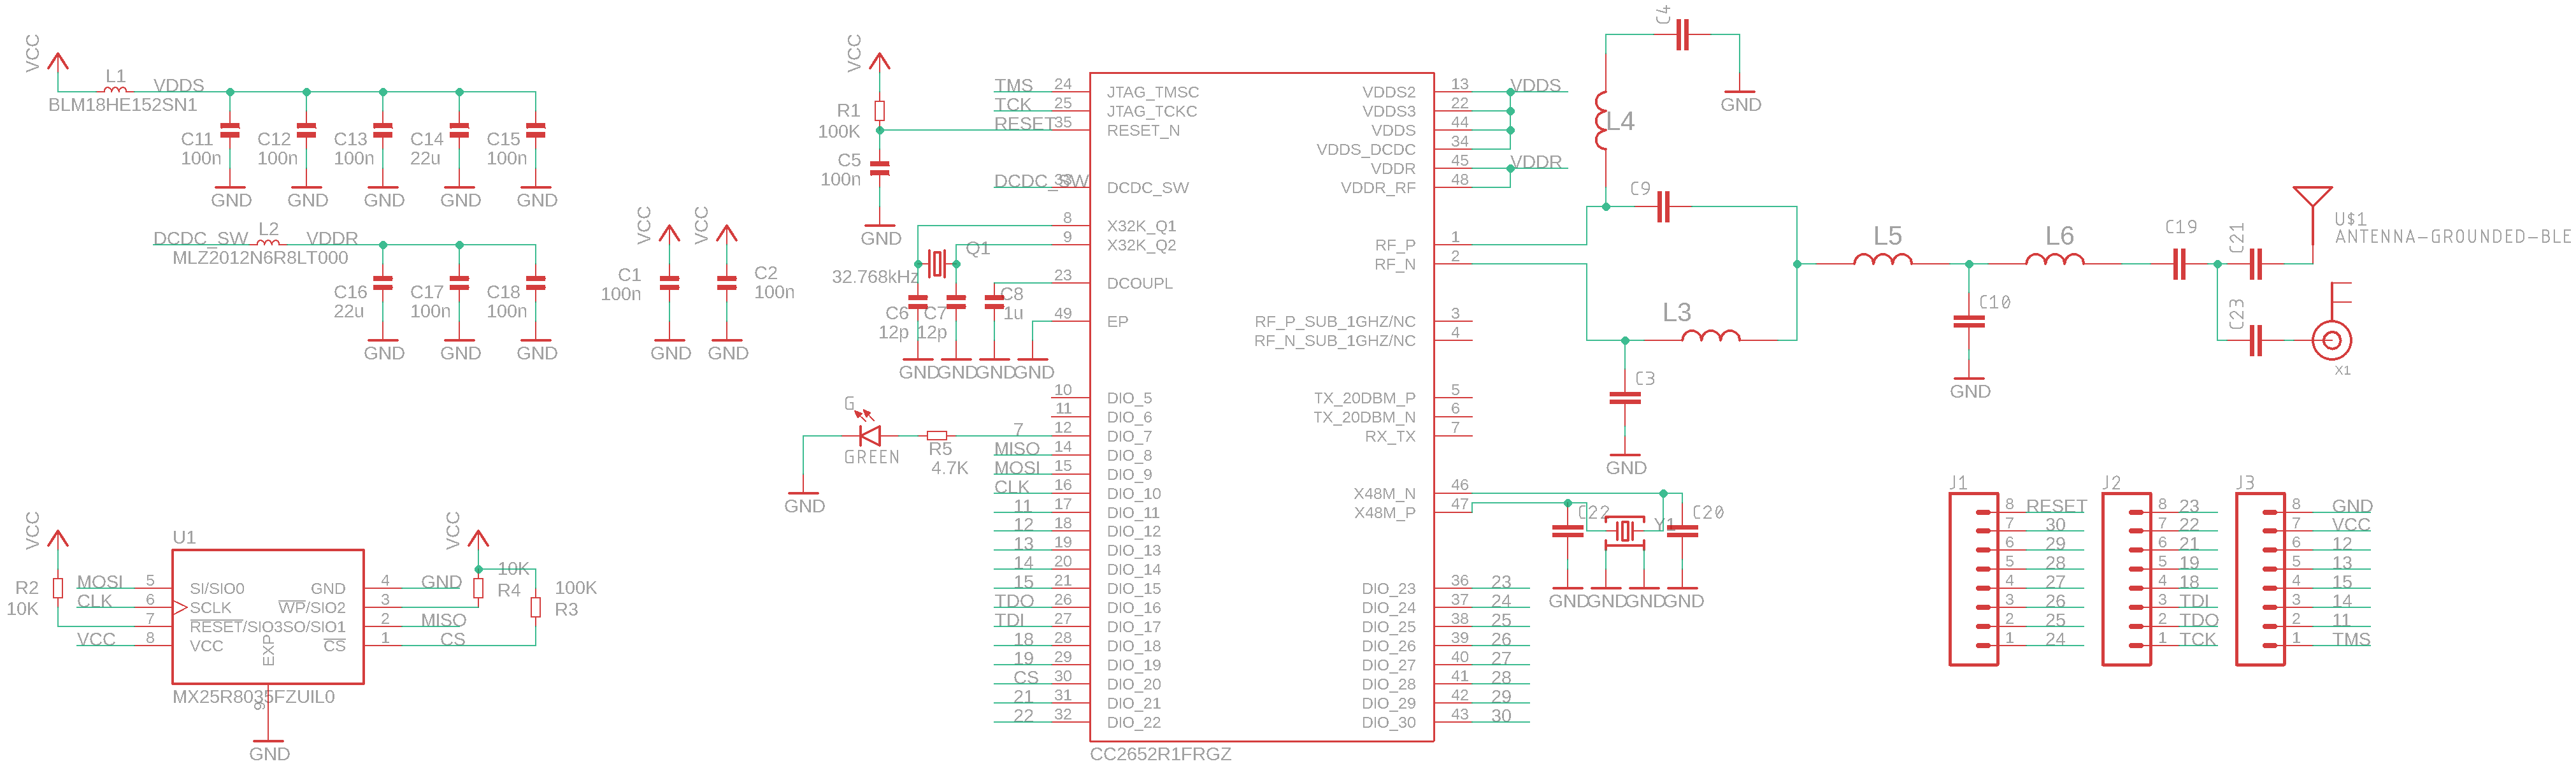 VCC
L1
VDDS
BLM18HE152SN1
C11
100n
C12
100n
C13
100n
C14
22u
C15
100n
GND
GND
GND
GND
GND
DCDC_SW
L2
VDDR
MLZ2012N6R8LT000
C16
22u
C17
100n
C18
100n
GND
GND
GND
VCC
VCC
C1
100n
C2
100n
GND
GND
VCC
U1
R2
10K
MOSI
5
SI/SIO0
CLK
6
SCLK
7
RESET/SIO3
VCC
8
VCC
EXP
9
GND
4
GND
WP/SIO2
3
SO/SIO1
2
MISO
CS
1
CS
MX25R8035FZUIL0
GND
VCC
10K
R4
100K
R3
VCC
R1
100K
C5
100n
GND
TMS
24
JTAG_TMSC
TCK
25
JTAG_TCKC
RESET
35
RESET_N
DCDC_SW
33
DCDC_SW
8
X32K_Q1
9
X32K_Q2
Q1
32.768kHz
23
DCOUPL
C6
12p
C7
12p
C8
1u
49
EP
GND
GND
GND
GND
10
DIO_5
11
DIO_6
7
12
DIO_7
G
GREEN
R5
4.7K
GND
MISO
14
DIO_8
MOSI
15
DIO_9
CLK
16
DIO_10
11
17
DIO_11
12
18
DIO_12
13
19
DIO_13
14
20
DIO_14
15
21
DIO_15
TDO
26
DIO_16
TDI
27
DIO_17
18
28
DIO_18
19
29
DIO_19
CS
30
DIO_20
21
31
DIO_21
22
32
DIO_22
CC2652R1FRGZ
VDDS2
13
VDDS
VDDS3
22
VDDS
44
VDDS_DCDC
34
VDDR
45
VDDR
VDDR_RF
48
RF_P
1
RF_N
2
RF_P_SUB_1GHZ/NC
3
RF_N_SUB_1GHZ/NC
4
TX_20DBM_P
5
TX_20DBM_N
6
RX_TX
7
X48M_N
46
X48M_P
47
DIO_23
36
23
DIO_24
37
24
DIO_25
38
25
DIO_26
39
26
DIO_27
40
27
DIO_28
41
28
DIO_29
42
29
DIO_30
43
30
C4
GND
L4
C9
L3
C3
GND
C22
Y1
C20
GND
GND
GND
GND
L5
L6
C10
GND
C19
C21
C23
U$1
ANTENNA-GROUNDED-BLE
X1
J1
8
RESET
7
30
6
29
5
28
4
27
3
26
2
25
1
24
J2
8
23
7
22
6
21
5
19
4
18
3
TDI
2
TDO
1
TCK
J3
8
GND
7
VCC
6
12
5
13
4
15
3
14
2
11
1
TMS